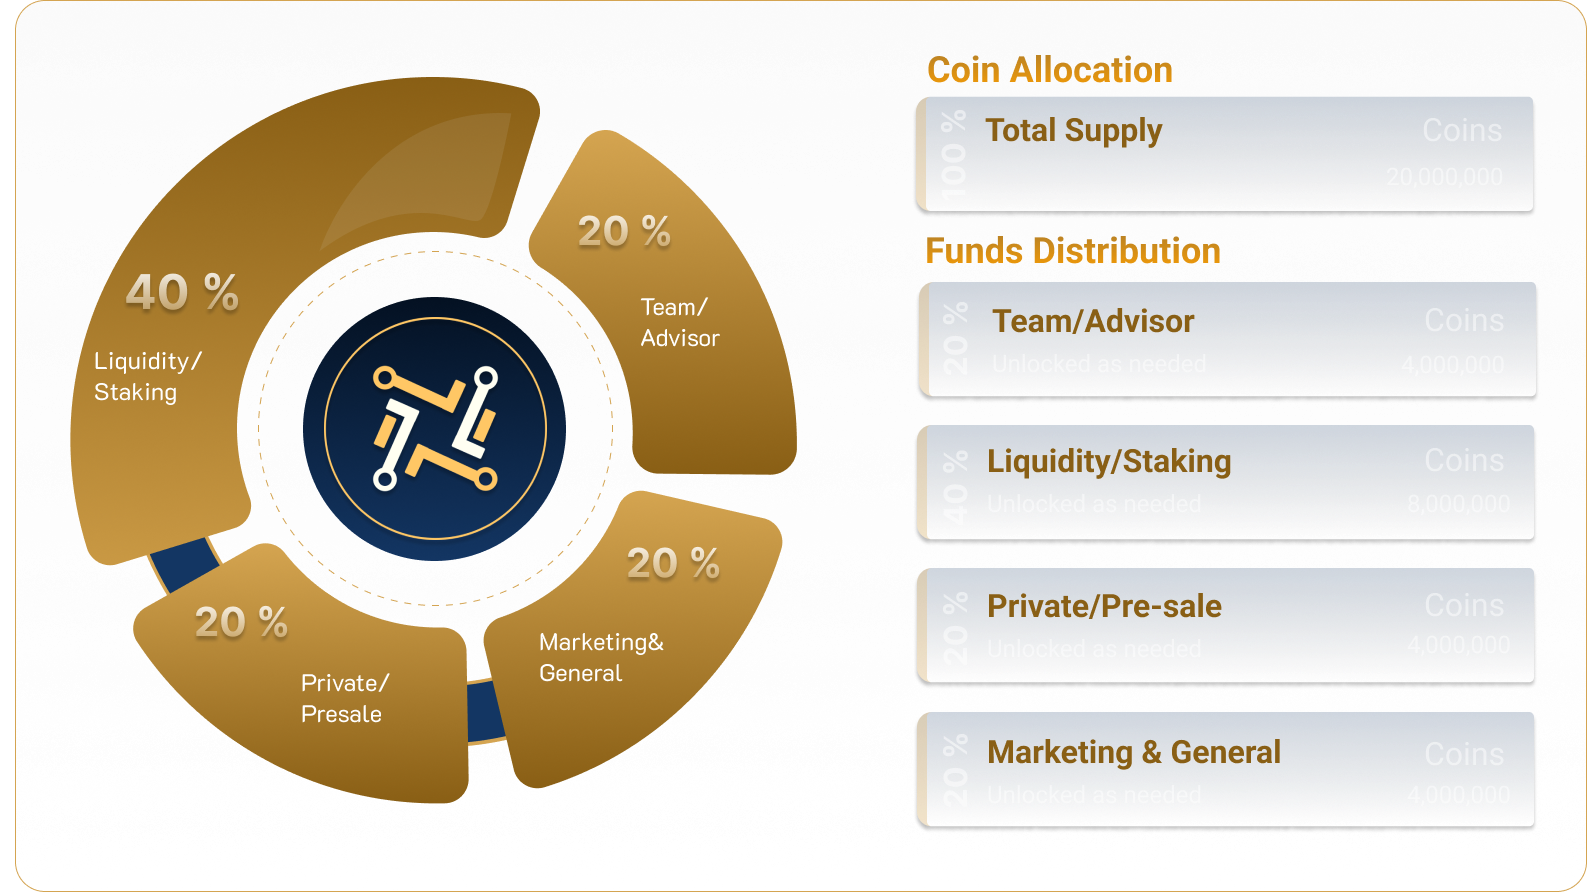 40 %
Liquidity/
Staking
20 %
Team/
Advisor
20 %
Marketing&
General
20 %
Private/
Presale
Coin Allocation
100 %
Total Supply
Coins
20,000,000
Funds Distribution
20 %
Team/Advisor
Coins
Unlocked as needed
4,000,000
40 %
Liquidity/Staking
Coins
Unlocked as needed
8,000,000
20 %
Private/Pre-sale
Coins
Unlocked as needed
4,000,000
20 %
Marketing & General
Coins
Unlocked as needed
4,000,000